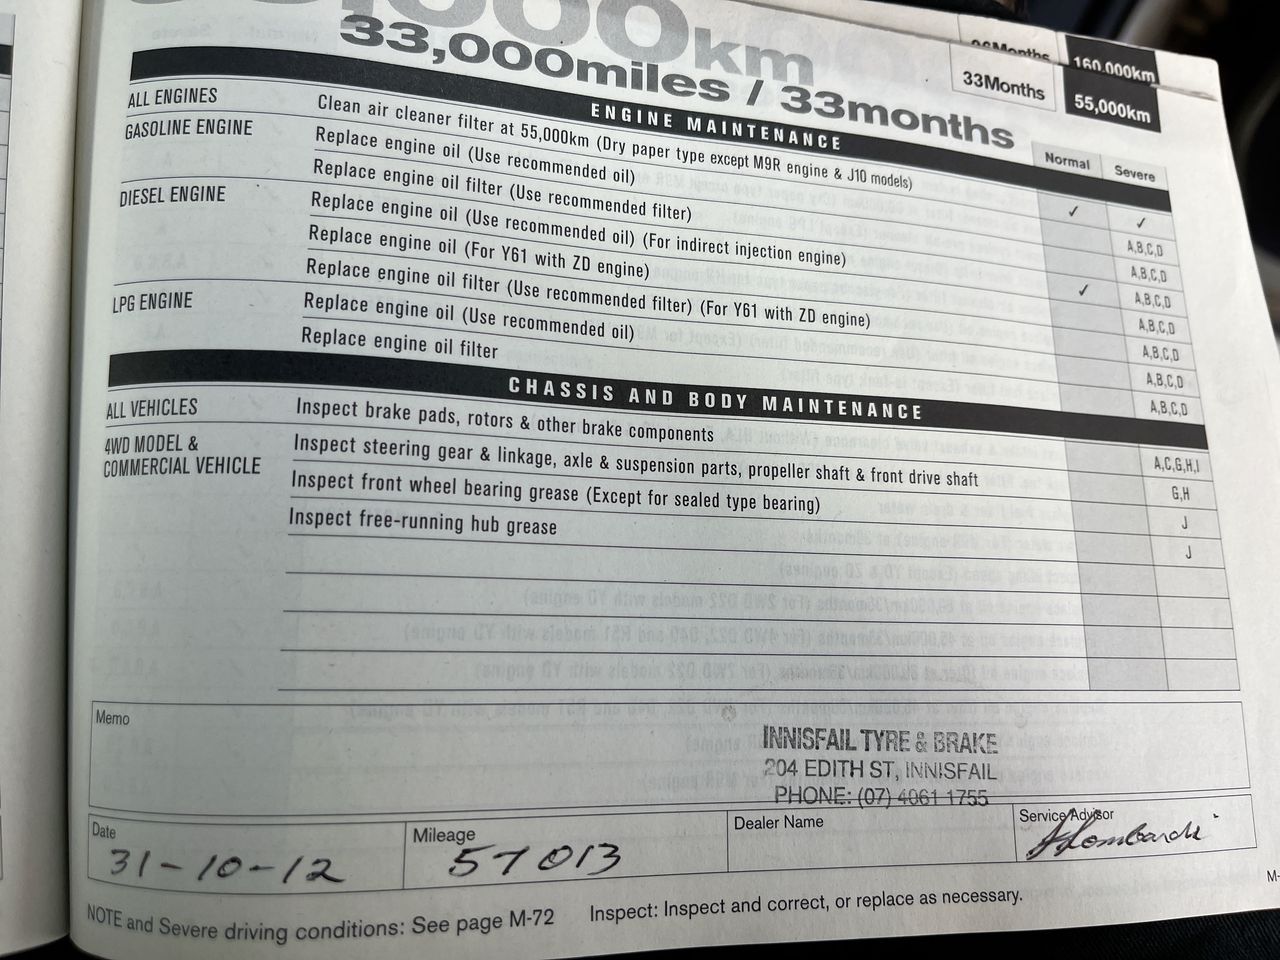 000km
33,000miles / 33months
96Months 160,000km
33Months 55,000km
ENGINE MAINTENANCE
Normal Severe
ALL ENGINES Clean air cleaner filter at 55,000km (Dry paper type except M9R engine & J10 models) ✓ ✓
GASOLINE ENGINE Replace engine oil (Use recommended oil) A,B,C,D
Replace engine oil filter (Use recommended filter) A,B,C,D
DIESEL ENGINE Replace engine oil (Use recommended oil) (For indirect injection engine) ✓ A,B,C,D
Replace engine oil (For Y61 with ZD engine) A,B,C,D
Replace engine oil filter (Use recommended filter) (For Y61 with ZD engine) A,B,C,D
LPG ENGINE Replace engine oil (Use recommended oil) A,B,C,D
Replace engine oil filter A,B,C,D
CHASSIS AND BODY MAINTENANCE
ALL VEHICLES Inspect brake pads, rotors & other brake components A,C,G,H,I
4WD MODEL & COMMERCIAL VEHICLE Inspect steering gear & linkage, axle & suspension parts, propeller shaft & front drive shaft G,H
Inspect front wheel bearing grease (Except for sealed type bearing) J
Inspect free-running hub grease J
Memo
INNISFAIL TYRE & BRAKE
204 EDITH ST, INNISFAIL
PHONE: (07) 4061 1755
Date Mileage Dealer Name Service Advisor
31-10-12 57013 Lombardi
NOTE and Severe driving conditions: See page M-72 Inspect: Inspect and correct, or replace as necessary.
M-